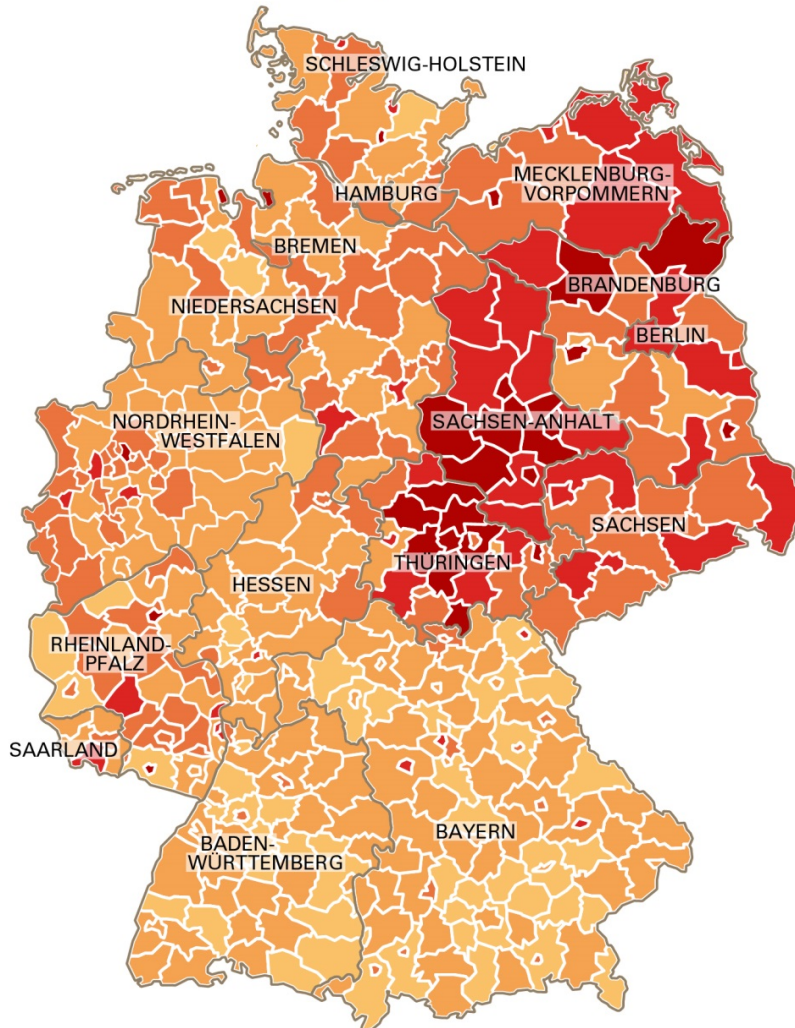 SCHLESWIG-HOLSTEIN
MECKLENBURG-
VORPOMMERN
HAMBURG
BREMEN
BRANDENBURG
NIEDERSACHSEN
BERLIN
NORDRHEIN-
WESTFALEN
SACHSEN-ANHALT
SACHSEN
THÜRINGEN
HESSEN
RHEINLAND-
PFALZ
SAARLAND
BAYERN
BADEN-
WÜRTTEMBERG